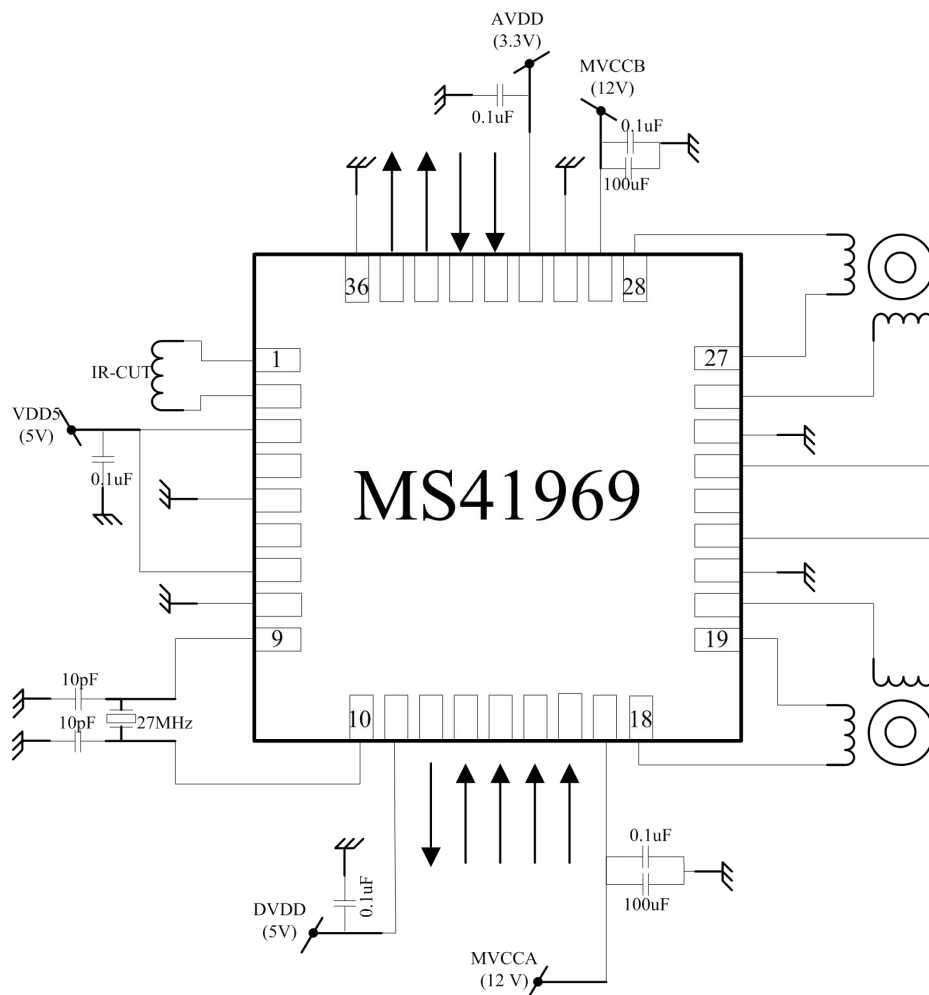 AVDD
(3.3V)
MVCCB
(12V)
0.1uF
0.1uF
100uF
36
28
1
27
IR-CUT
VDD5
(5V)
0.1uF
MS41969
9
19
10pF
27MHz
10pF
10
18
0.1uF
0.1uF
100uF
DVDD
(5V)
MVCCA
(12 V)